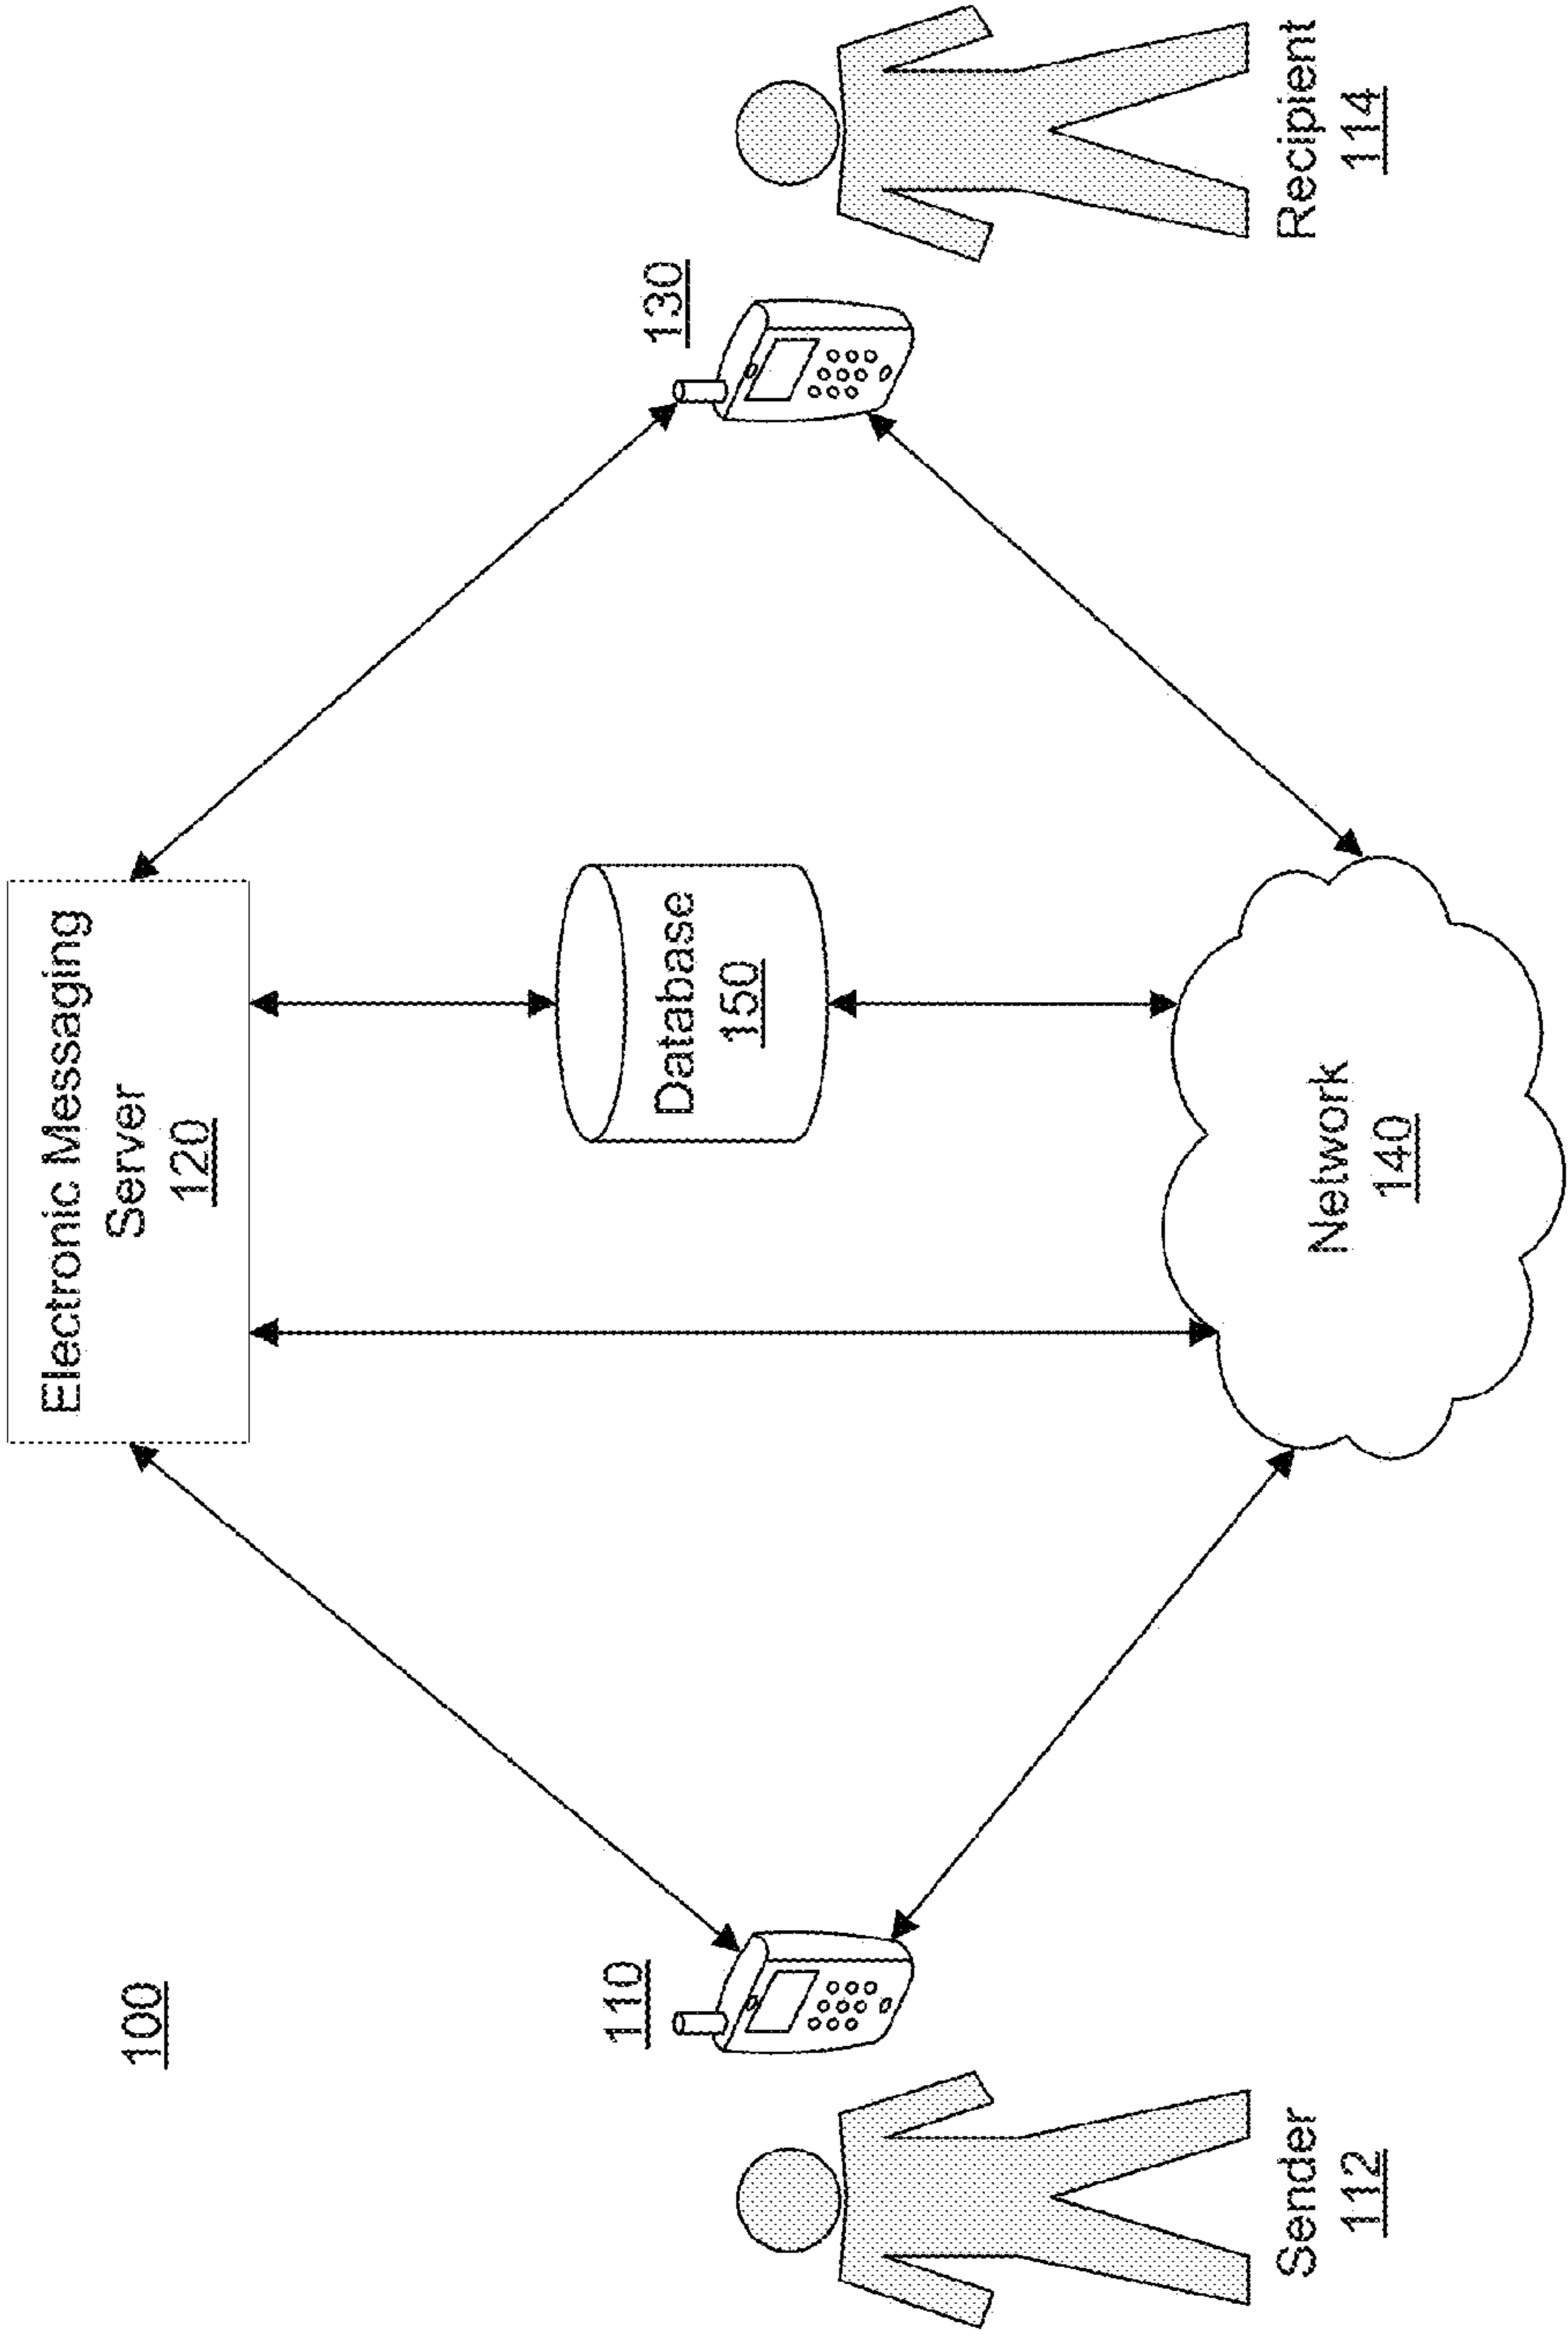 100
Electronic Messaging
Server
120
110
130
Database
150
Network
140
Sender
112
Recipient
114